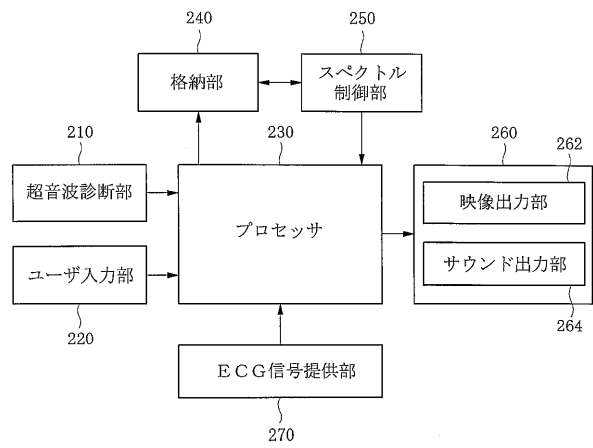 240
250
格納部
スペクトル
制御部
210
230
260
262
超音波診断部
プロセッサ
映像出力部
ユーザ入力部
サウンド出力部
220
264
ECG信号提供部
270